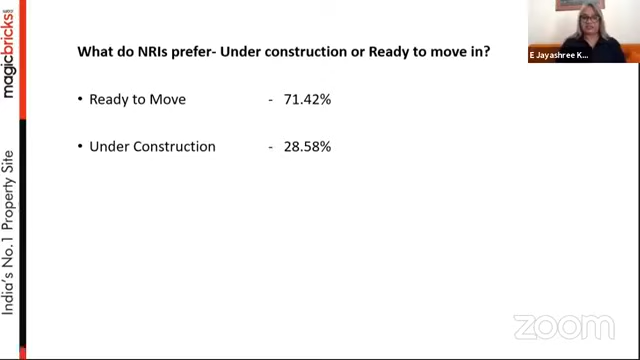 magicbricks
India's No.1 Property Site
What do NRIs prefer- Under construction or Ready to move in?
• Ready to Move - 71.42%
• Under Construction - 28.58%
E Jayashree K...
zoom